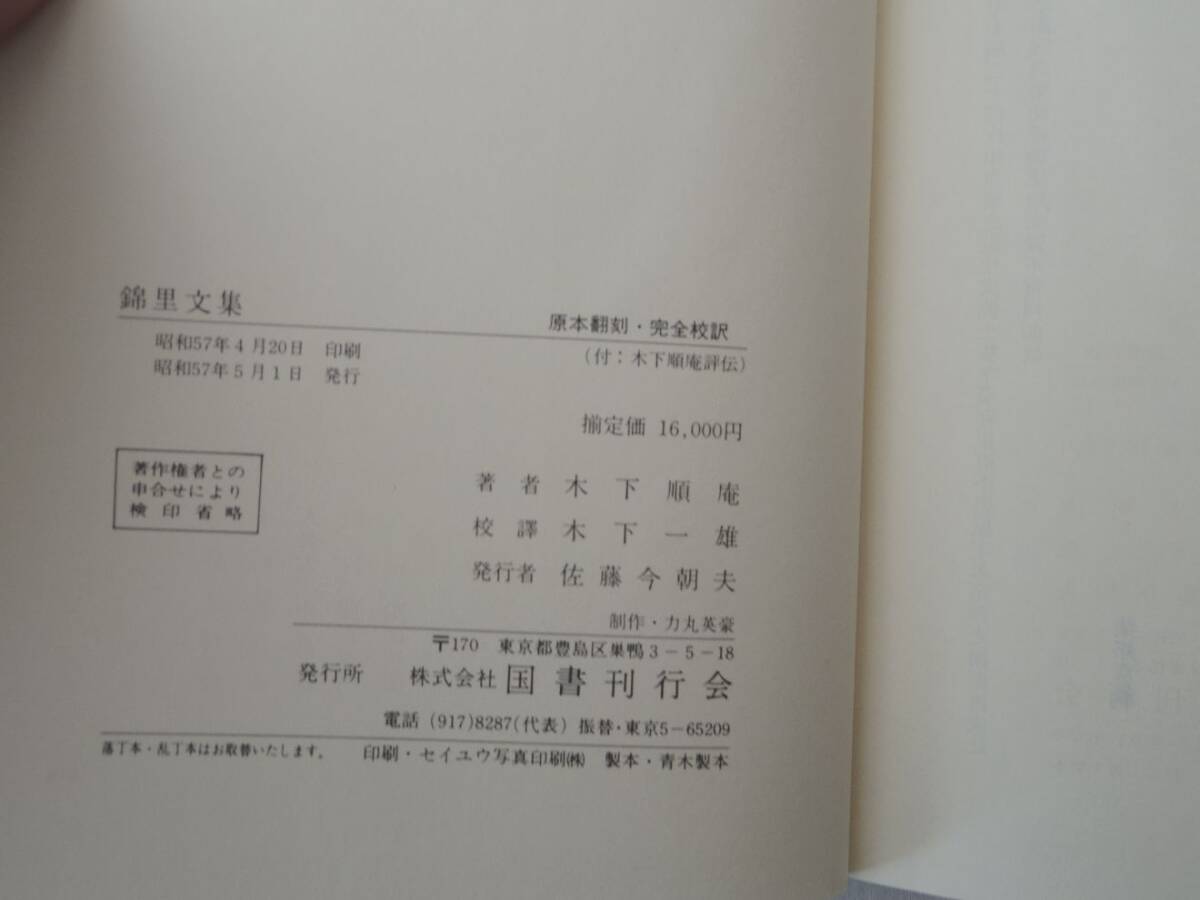 錦里文集
原本翻刻・完全校訳
昭和57年4月20日 印刷
(付:木下順庵評伝)
昭和57年5月1日 発行
揃定価 16,000円
著作権者との
申合せにより
検印省略
著者 木下順庵
校譯 木下一雄
発行者 佐藤今朝夫
制作・力丸英豪
〒170 東京都豊島区巣鴨3-5-18
発行所 株式会社 国書刊行会
電話 (917)8287(代表) 振替・東京5-65209
落丁本・乱丁本はお取替いたします。 印刷・セイユウ写真印刷㈱ 製本・青木製本